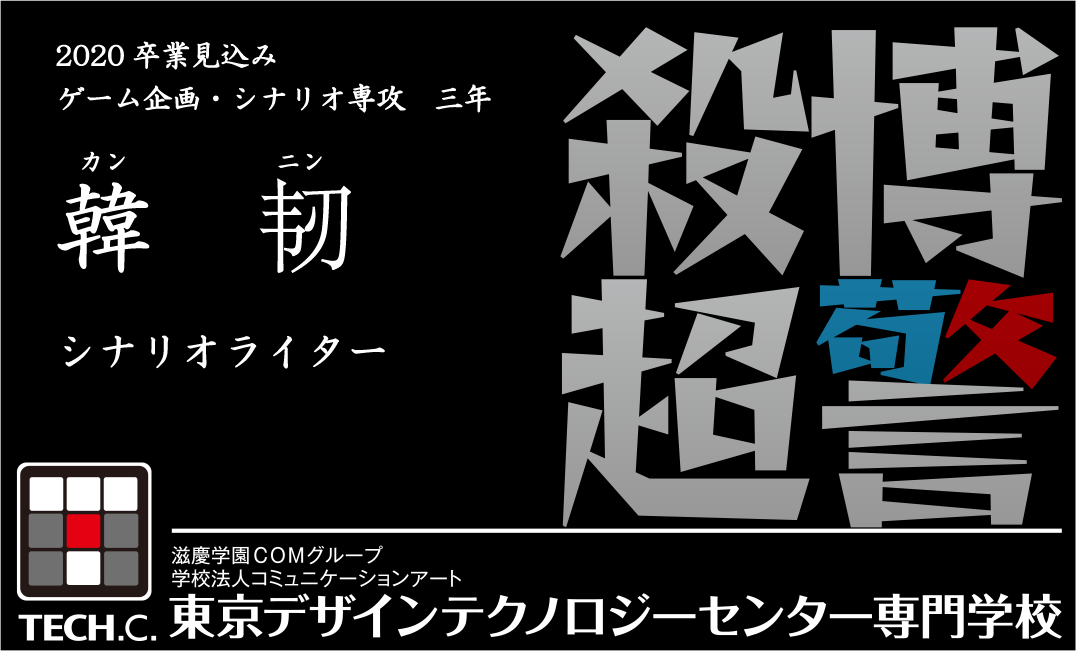 2020 卒業見込み
ゲーム企画・シナリオ専攻　三年
カン　ニン
韓　靭
シナリオライター
殺博
超警
TECH.C.
滋慶学園COMグループ
学校法人コミュニケーションアート
東京デザインテクノロジーセンター専門学校